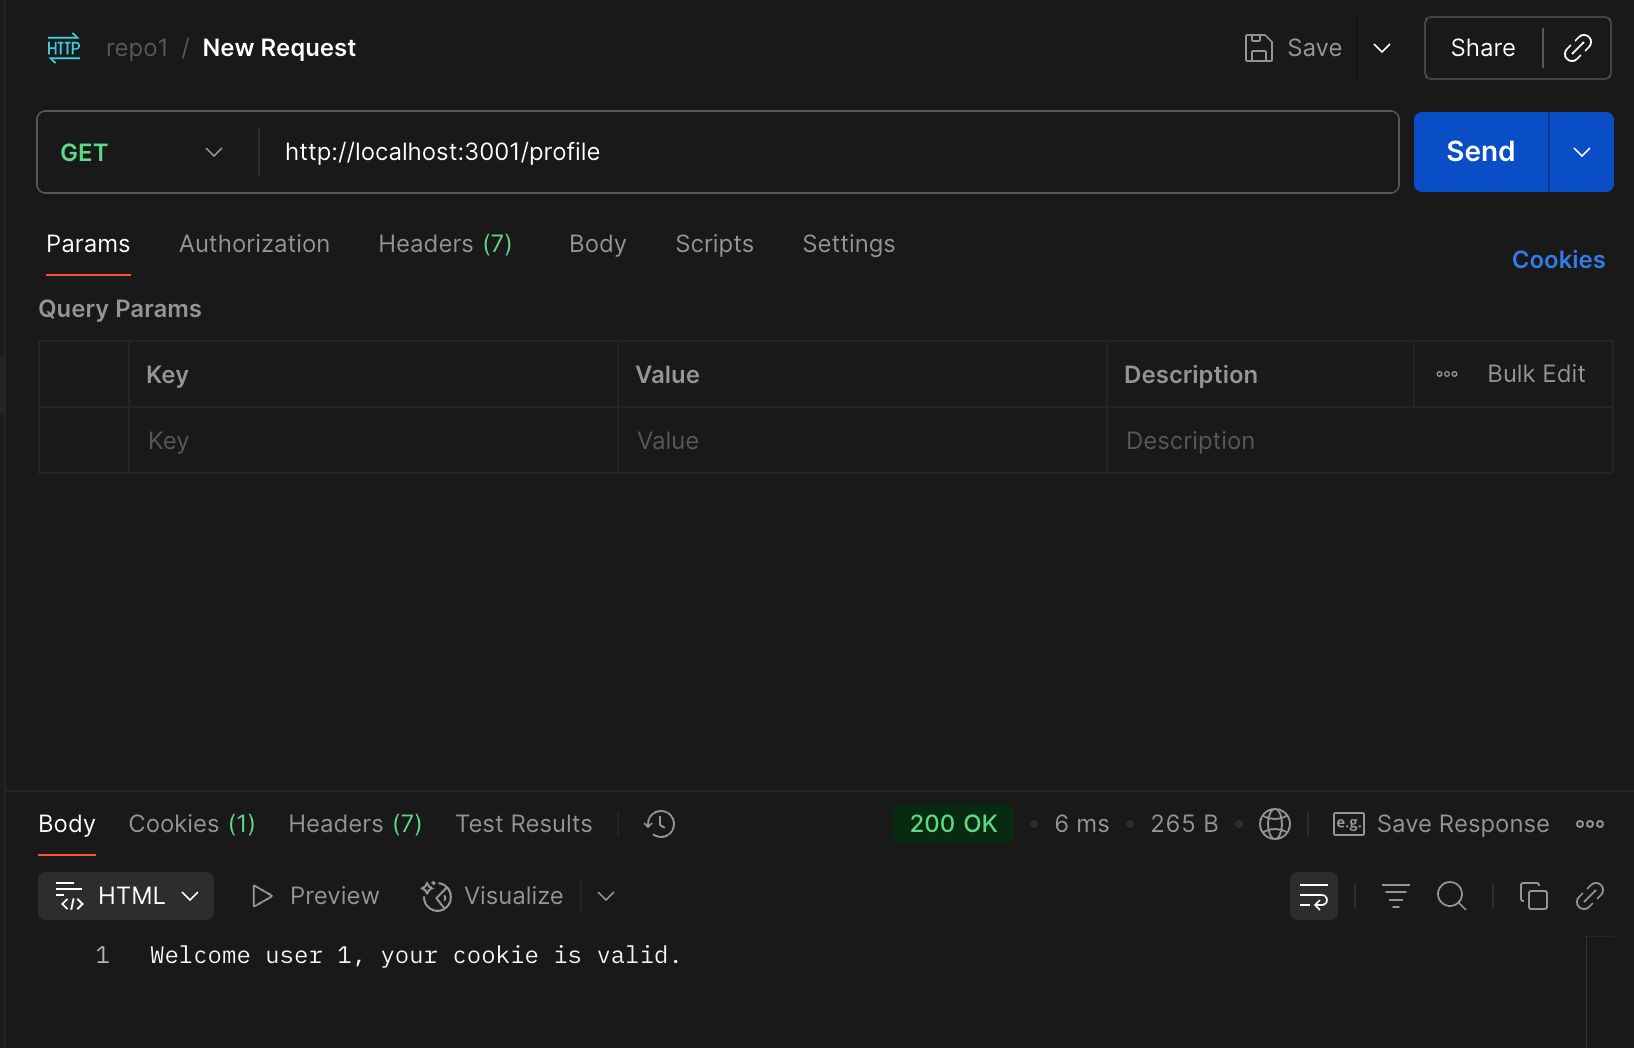 HTTP repo1 / New Request Save Share
GET http://localhost:3001/profile Send
Params Authorization Headers (7) Body Scripts Settings Cookies
Query Params
Key Value Description Bulk Edit
Key Value Description
Body Cookies (1) Headers (7) Test Results 200 OK 6 ms 265 B e.g. Save Response
HTML Preview Visualize
1 Welcome user 1, your cookie is valid.